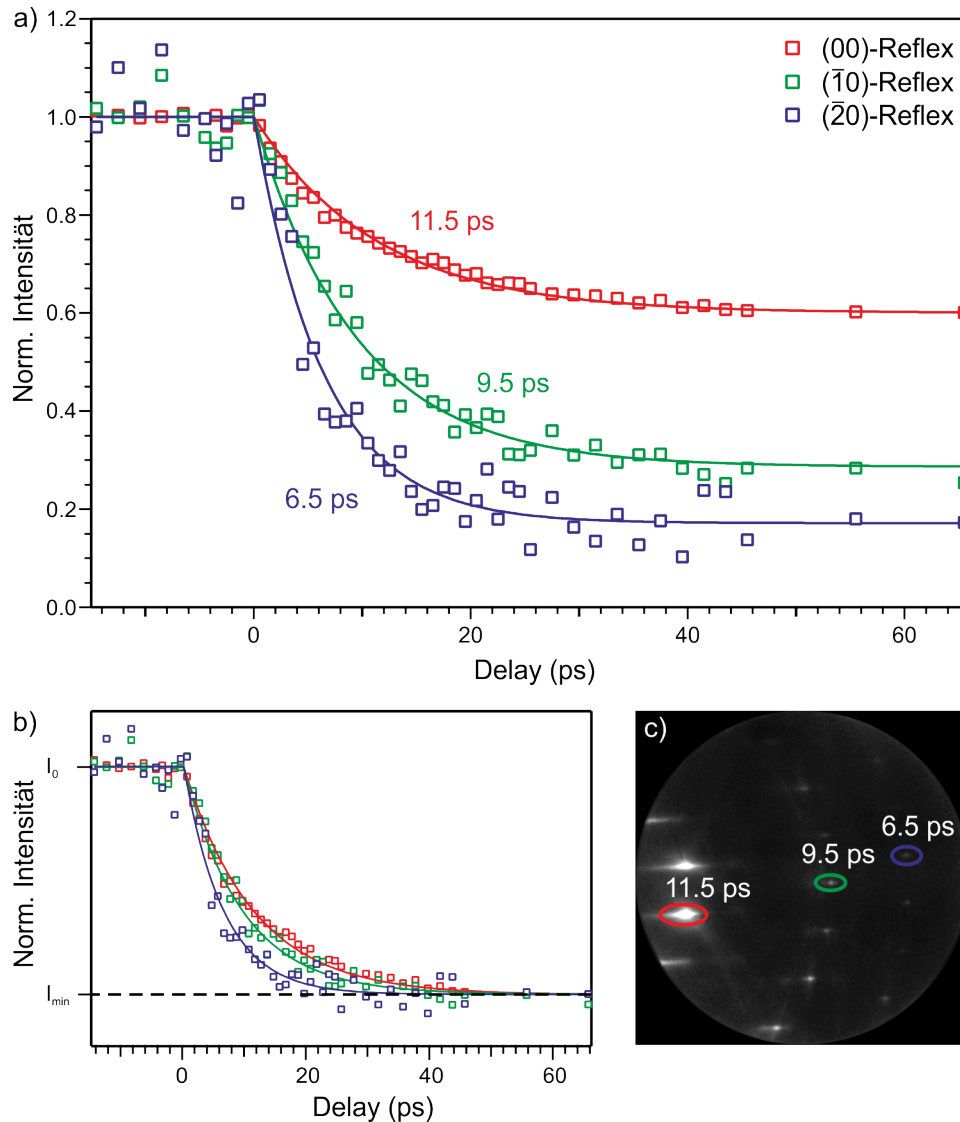 a)
1.2
1.0
0.8
0.6
0.4
0.2
0.0
Norm. Intensität
(00)-Reflex
(1̅0)-Reflex
(2̅0)-Reflex
11.5 ps
9.5 ps
6.5 ps
0
20
40
60
Delay (ps)
b)
I₀
Iₘᵢₙ
Norm. Intensität
0
20
40
60
Delay (ps)
c)
6.5 ps
9.5 ps
11.5 ps